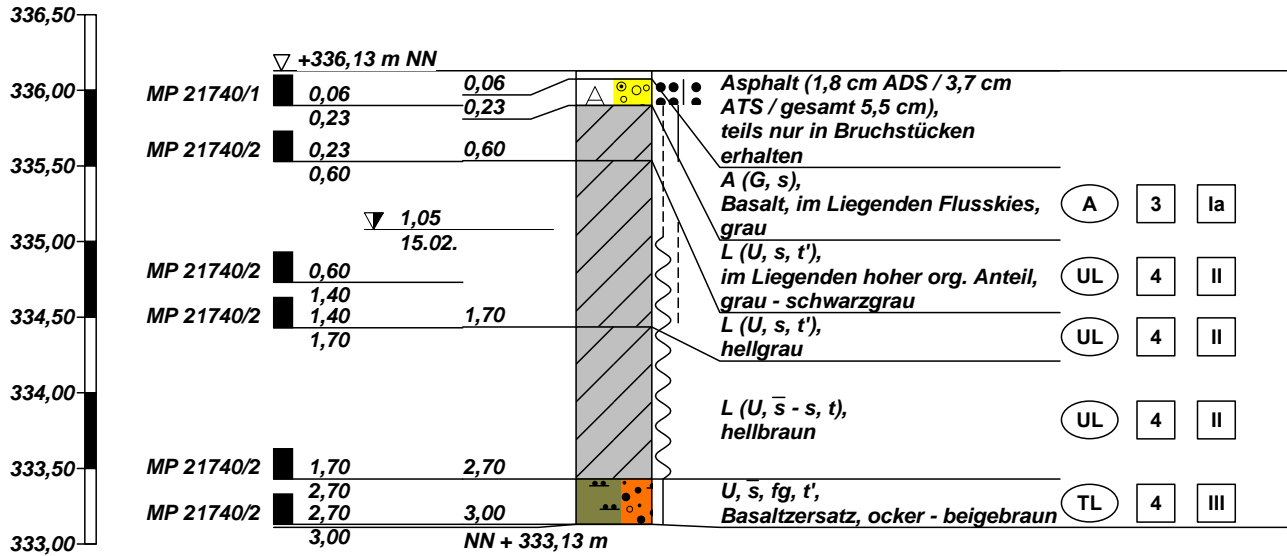 336,50
+336,13 m NN
336,00
MP 21740/1 0,06 0,06
0,23 0,23
Asphalt (1,8 cm ADS / 3,7 cm
ATS / gesamt 5,5 cm),
teils nur in Bruchstücken
erhalten
335,50
MP 21740/2 0,23 0,60
0,60
A (G, s),
Basalt, im Liegenden Flusskies,
grau
A 3 Ia
335,00
1,05
15.02.
L (U, s, t'),
im Liegenden hoher org. Anteil,
grau - schwarzgrau
UL 4 II
MP 21740/2 0,60
1,40
334,50
MP 21740/2 1,40 1,70
1,70
L (U, s, t'),
hellgrau
UL 4 II
334,00
L (U, s̅ - s, t),
hellbraun
UL 4 II
333,50
MP 21740/2 1,70 2,70
2,70
MP 21740/2 2,70 3,00
3,00
U, s̅, fg, t',
Basaltzersatz, ocker - beigebraun
TL 4 III
333,00
NN + 333,13 m